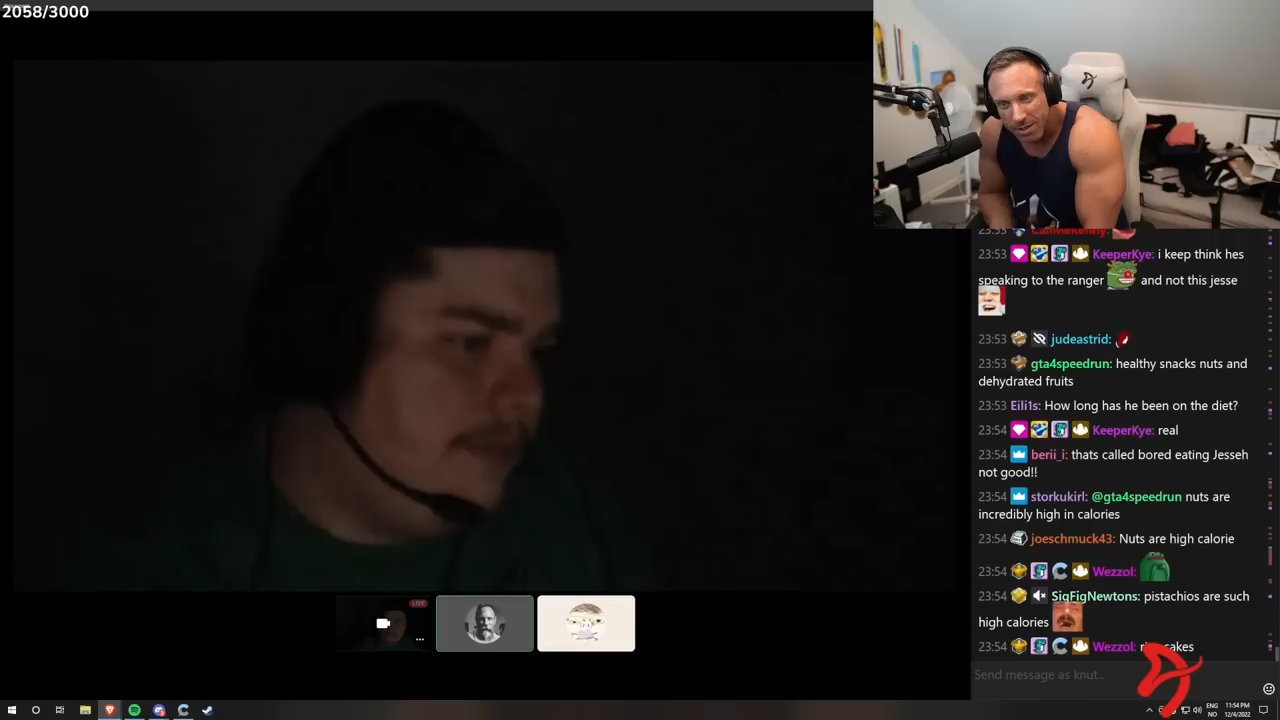 2058/3000
LIVE
23:53 CallMeKenny:
23:53 KeeperKye: i keep think hes
speaking to the ranger and not this jesse
23:53 judeastrid:
23:53 gta4speedrun: healthy snacks nuts and
dehydrated fruits
23:53 Eili1s: How long has he been on the diet?
23:54 KeeperKye: real
23:54 berii_i: thats called bored eating Jesseh
not good!!
23:54 storkukirl: @gta4speedrun nuts are
incredibly high in calories
23:54 joeschmuck43: Nuts are high calorie
23:54 Wezzol:
23:54 SigFigNewtons: pistachios are such
high calories
23:54 Wezzol: rice cakes
Send message as knut...
ENG
NO
11:54 PM
12/4/2022